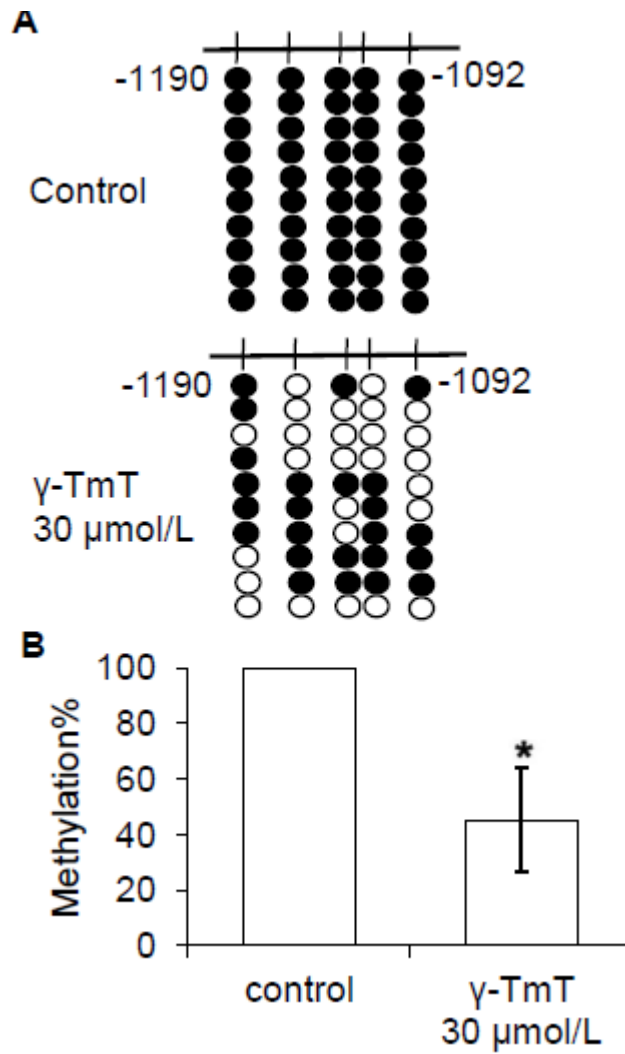 A
-1190 -1092
Control
-1190 -1092
γ-TmT
30 µmol/L
B
Methylation%
100
80
60
40
20
0
*
control γ-TmT
30 µmol/L